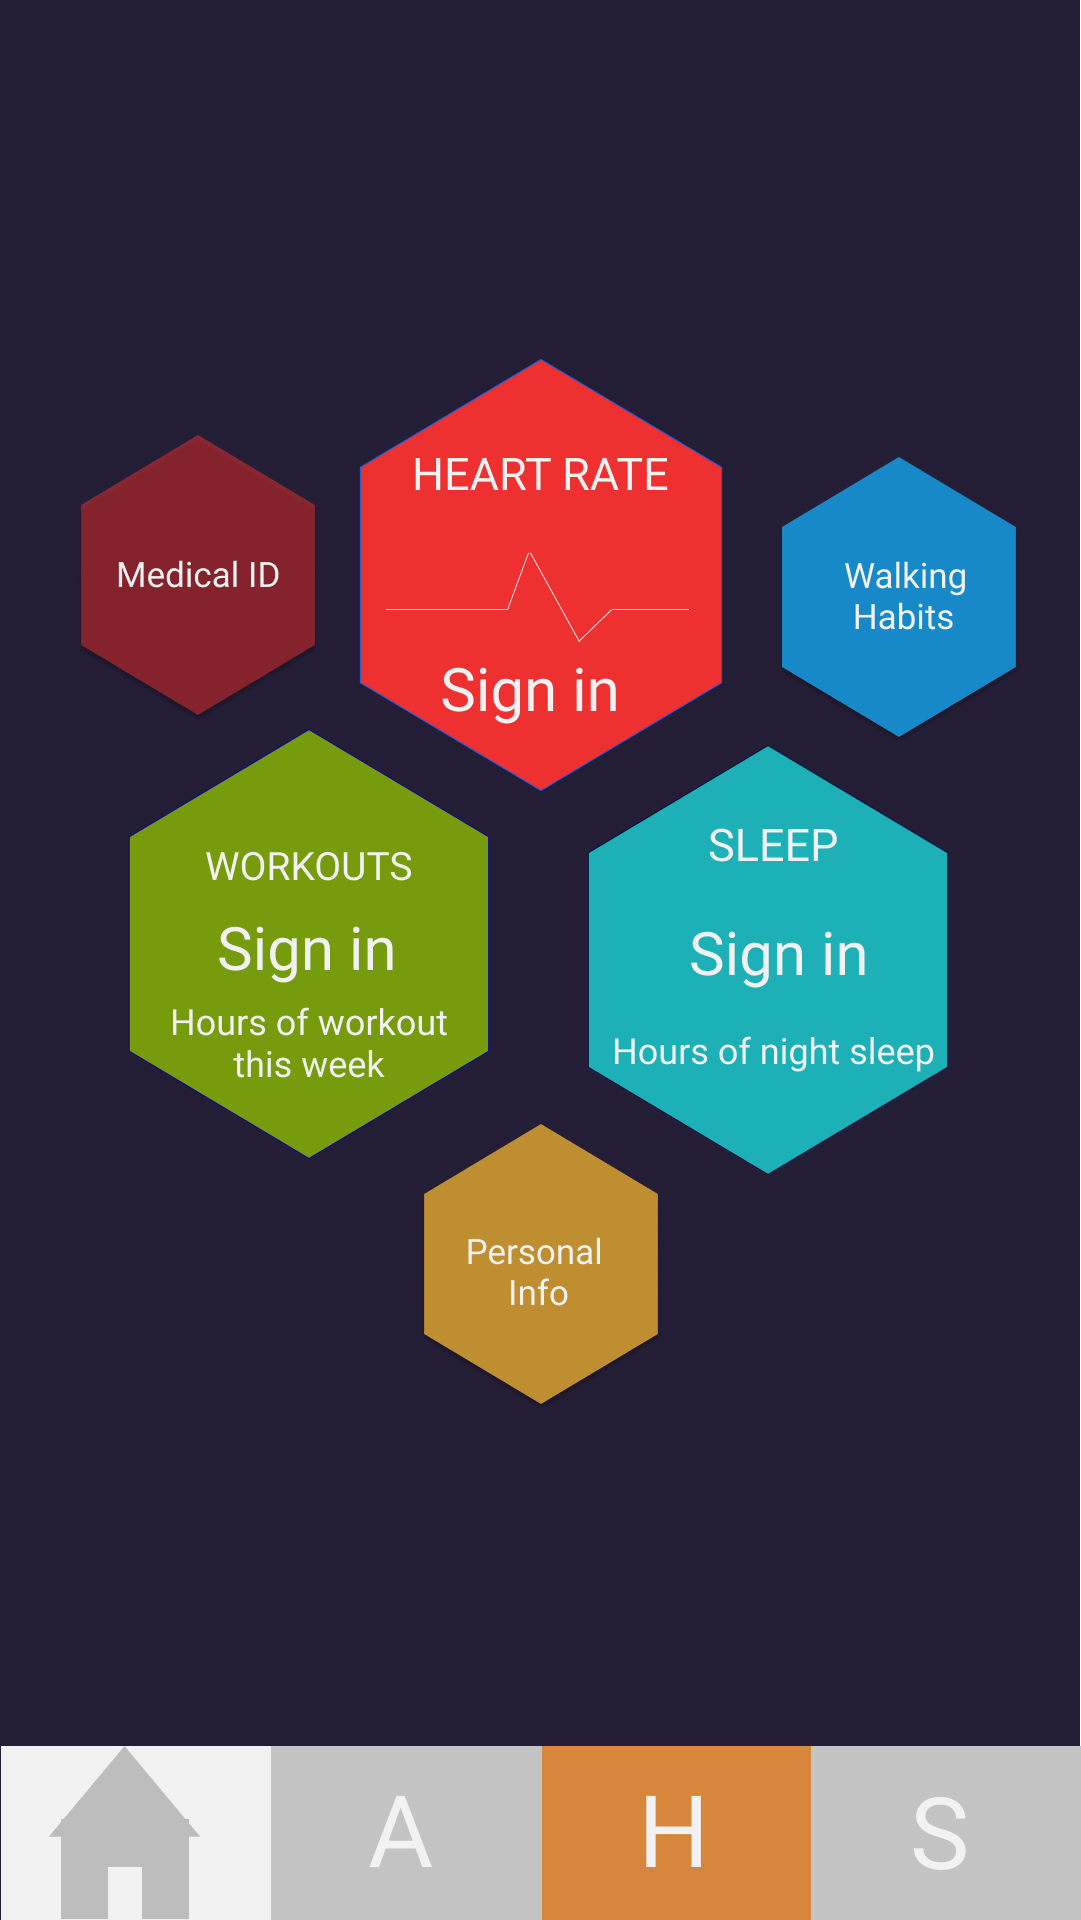 HEART RATE
Medical ID
Walking
Habits
Sign in
WORKOUTS
Sign in
Hours of workout
this week
SLEEP
Sign in
Hours of night sleep
Personal
Info
A
H
S